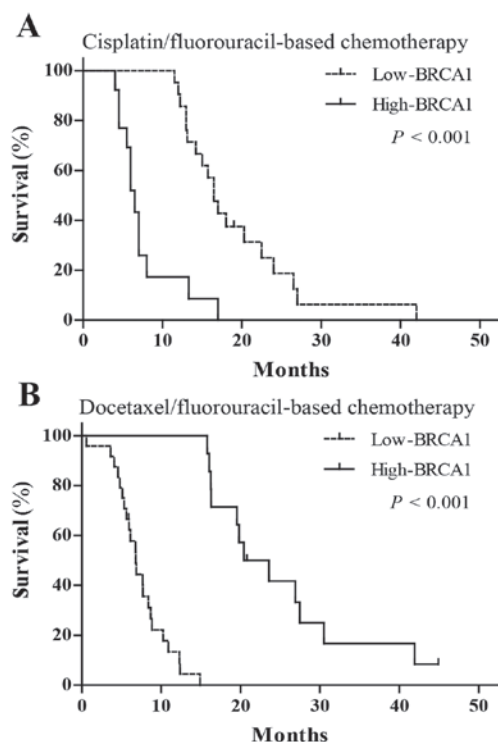 A
Cisplatin/fluorouracil-based chemotherapy
Low-BRCA1
High-BRCA1
P < 0.001
Survival (%)
100
80
60
40
20
0
0 10 20 30 40 50
Months
B
Docetaxel/fluorouracil-based chemotherapy
Low-BRCA1
High-BRCA1
P < 0.001
Survival (%)
100
80
60
40
20
0
0 10 20 30 40 50
Months